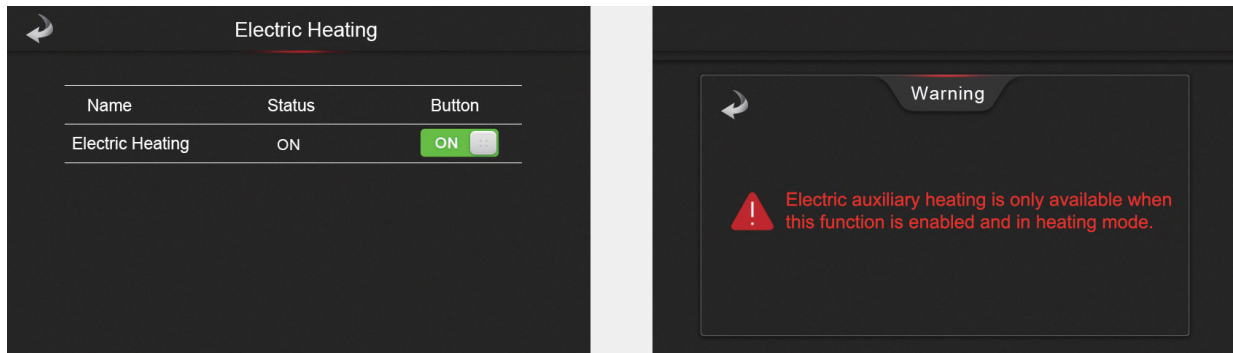 Electric Heating
Name Status Button
Electric Heating ON ON
Warning
Electric auxiliary heating is only available when
this function is enabled and in heating mode.